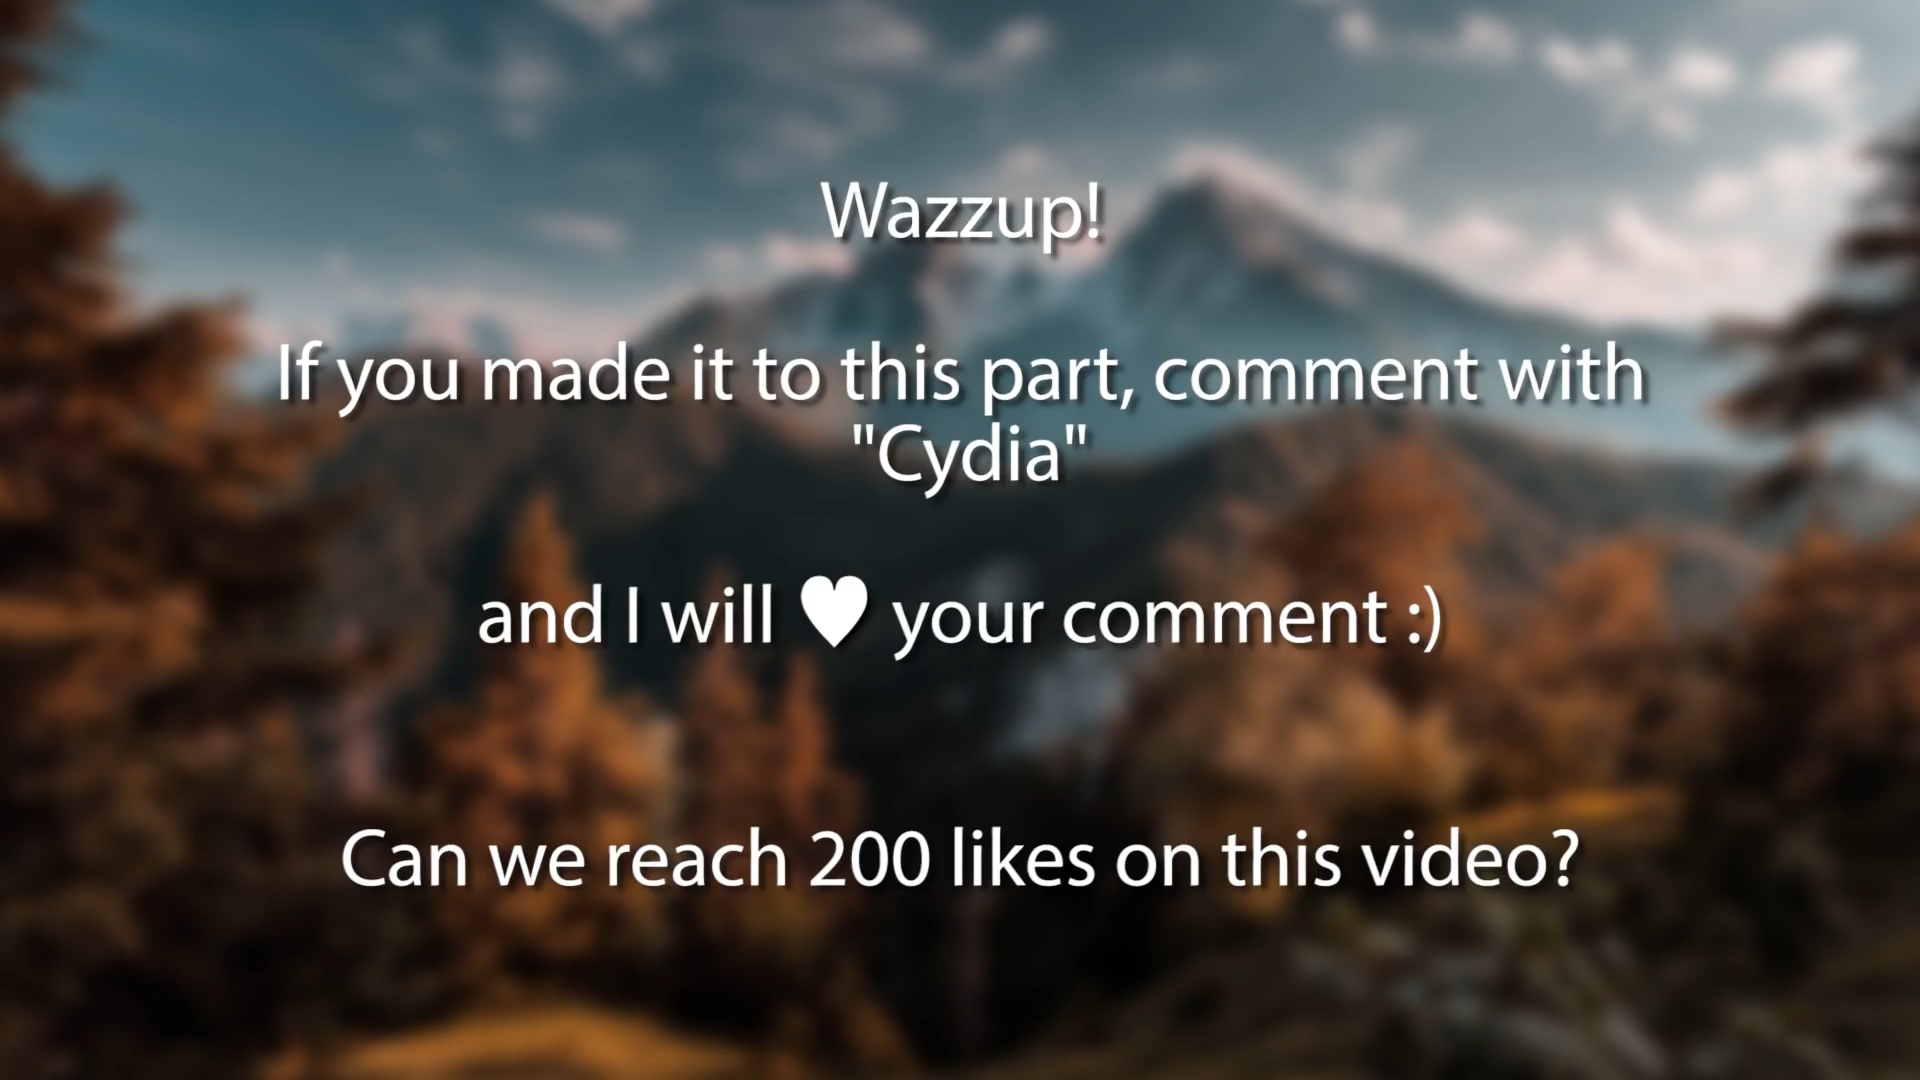 Wazzup!
If you made it to this part, comment with
"Cydia"
and I will ♥ your comment :)
Can we reach 200 likes on this video?